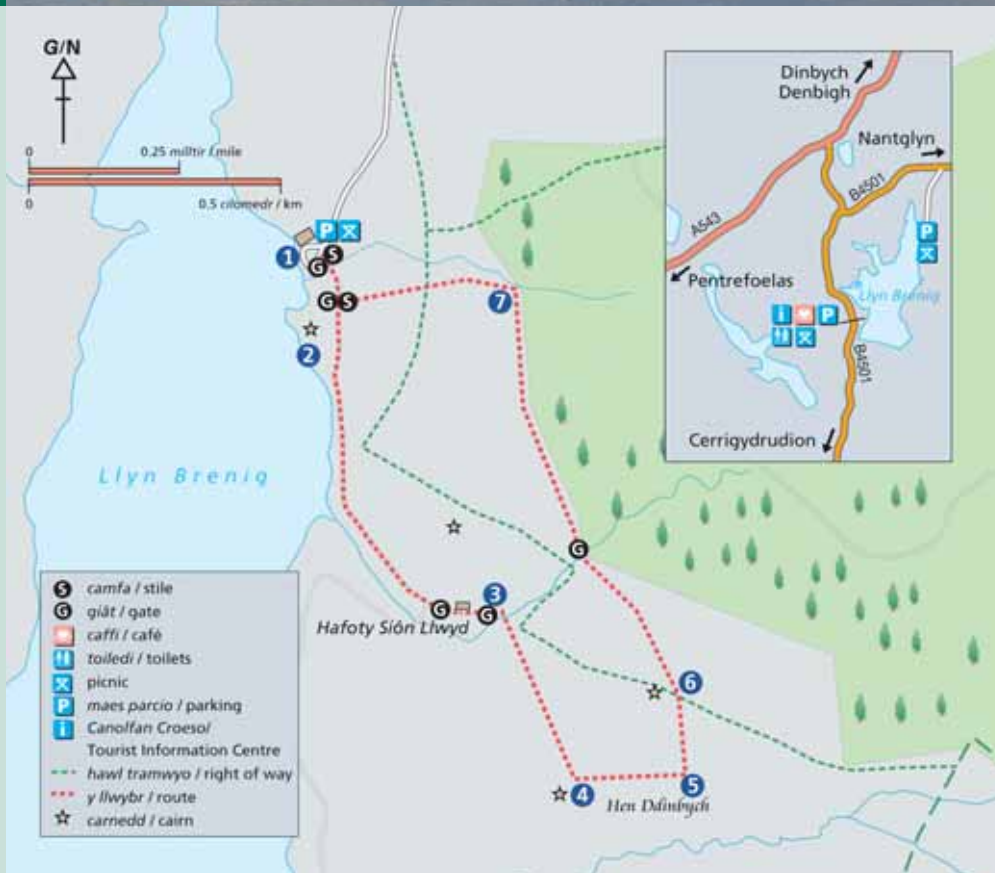 G/N
0 0.25 milltir / mile
0 0.5 cilomedr / km
P
1
S
G
G S
7
2
Llyn Brenig
G
3
G G
Hafoty Siôn Llwyd
6
4
5
Hen Ddinbych
S camfa / stile
G giât / gate
caffi / café
toiledi / toilets
picnic
P maes parcio / parking
i Canolfan Croeso/
Tourist Information Centre
hawl tramwyo / right of way
y llwybr / route
carnedd / cairn
Dinbych
Denbigh
Nantglyn
B4501
A543
P
Pentrefoelas
Llyn Brenig
i P
B4501
Cerrigydrudion